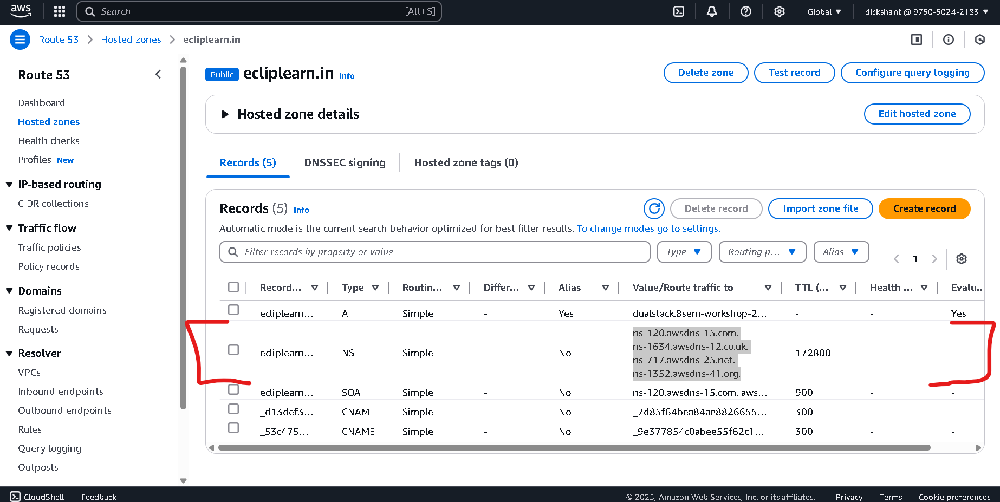 aws
Search
[Alt+S]
Global
dickshant @ 9750-5024-2183
Route 53
Hosted zones
ecliplearn.in
Route 53
Dashboard
Hosted zones
Health checks
Profiles New
IP-based routing
CIDR collections
Traffic flow
Traffic policies
Policy records
Domains
Registered domains
Requests
Resolver
VPCs
Inbound endpoints
Outbound endpoints
Rules
Query logging
Outposts
Public ecliplearn.in Info
Delete zone Test record Configure query logging
Hosted zone details
Edit hosted zone
Records (5) DNSSEC signing Hosted zone tags (0)
Records (5) Info
Delete record Import zone file Create record
Automatic mode is the current search behavior optimized for best filter results. To change modes go to settings.
Filter records by property or value
Type Routing p... Alias
1
Record... Type Routin... Differ... Alias Value/Route traffic to TTL (... Health ... Evalu...
ecliplearn... A Simple - Yes dualstack.8sem-workshop-2... - - Yes
ecliplearn... NS Simple - No ns-120.awsdns-15.com.
ns-1634.awsdns-12.co.uk.
ns-717.awsdns-25.net.
ns-1352.awsdns-41.org. 172800 - -
ecliplearn... SOA Simple - No ns-120.awsdns-15.com. aws... 900 - -
_d13def3... CNAME Simple - No _7d85f64bea84ae8826655... 300 - -
_53c475... CNAME Simple - No _9e377854c0abee55f62c1... 300 - -
CloudShell Feedback
© 2025, Amazon Web Services, Inc. or its affiliates. Privacy Terms Cookie preferences